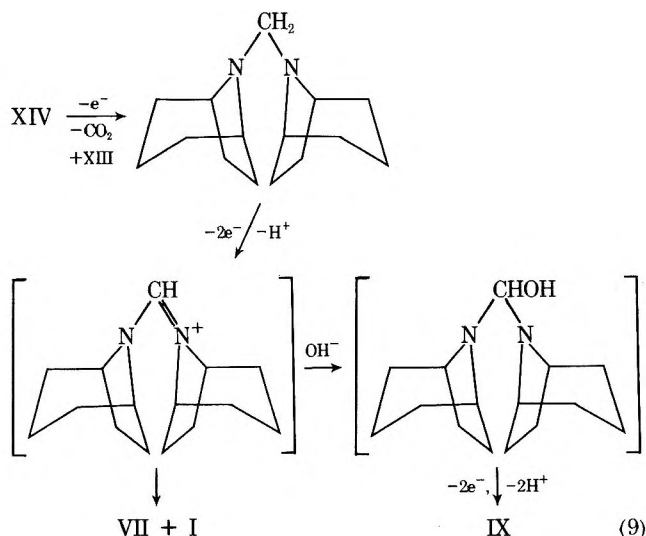 CH₂
N N
XIV −e⁻
−CO₂
+XIII
−2e⁻ −H⁺
CH CHOH
N N⁺ OH⁻ N N
−2e⁻, −2H⁺
VII + I IX (9)